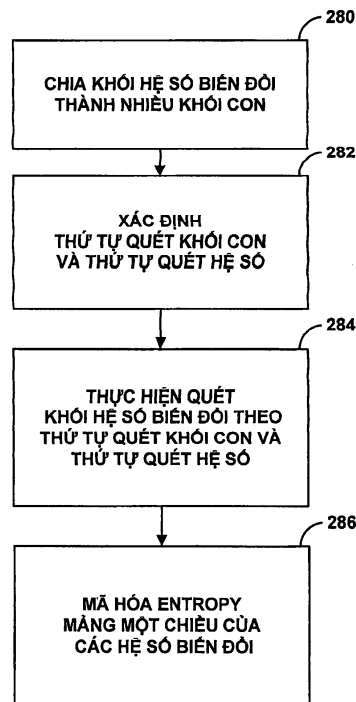 280
CHIA KHỐI HỆ SỐ BIẾN ĐỔI
THÀNH NHIỀU KHỐI CON
282
XÁC ĐỊNH
THỨ TỰ QUÉT KHỐI CON
VÀ THỨ TỰ QUÉT HỆ SỐ
284
THỰC HIỆN QUÉT
KHỐI HỆ SỐ BIẾN ĐỔI THEO
THỨ TỰ QUÉT KHỐI CON VÀ
THỨ TỰ QUÉT HỆ SỐ
286
MÃ HÓA ENTROPY
MẢNG MỘT CHIỀU CỦA
CÁC HỆ SỐ BIẾN ĐỔI